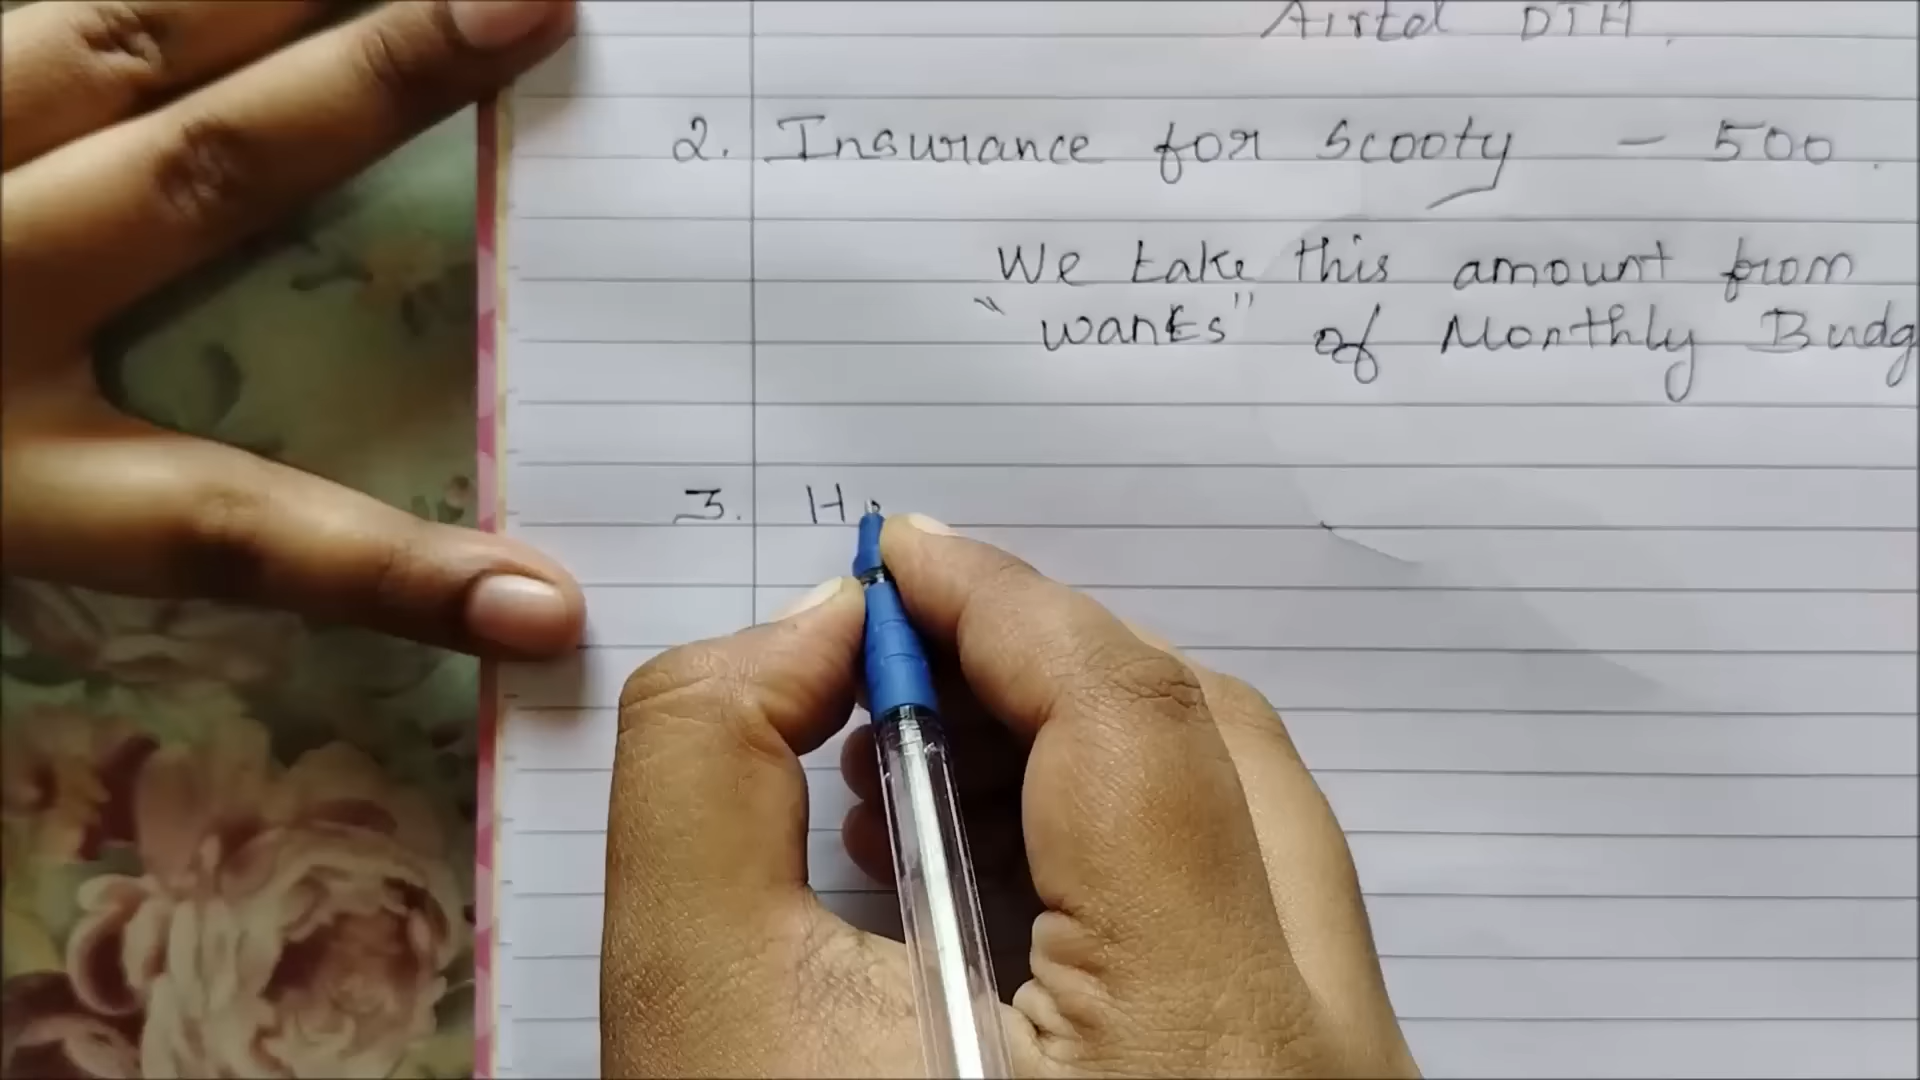 Airtel DTH.
2. Insurance for Scooty - 500.
We take this amount from
"wants" of Monthly Budg
3. H